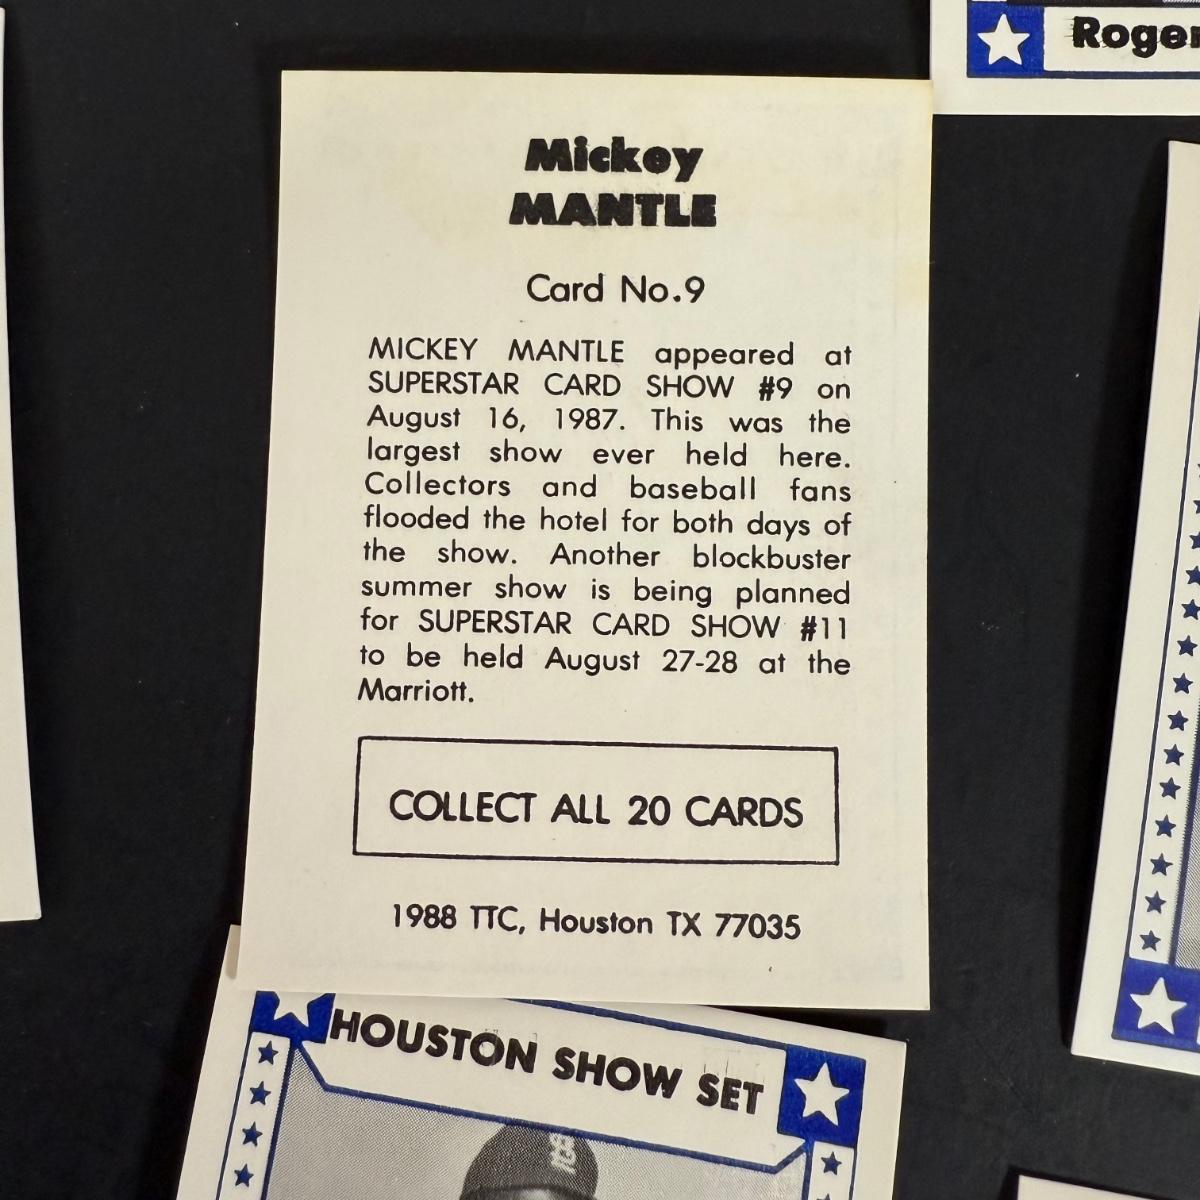 Roger
Mickey
MANTLE
Card No.9
MICKEY MANTLE appeared at
SUPERSTAR CARD SHOW #9 on
August 16, 1987. This was the
largest show ever held here.
Collectors and baseball fans
flooded the hotel for both days of
the show. Another blockbuster
summer show is being planned
for SUPERSTAR CARD SHOW #11
to be held August 27-28 at the
Marriott.
COLLECT ALL 20 CARDS
1988 TTC, Houston TX 77035
HOUSTON SHOW SET